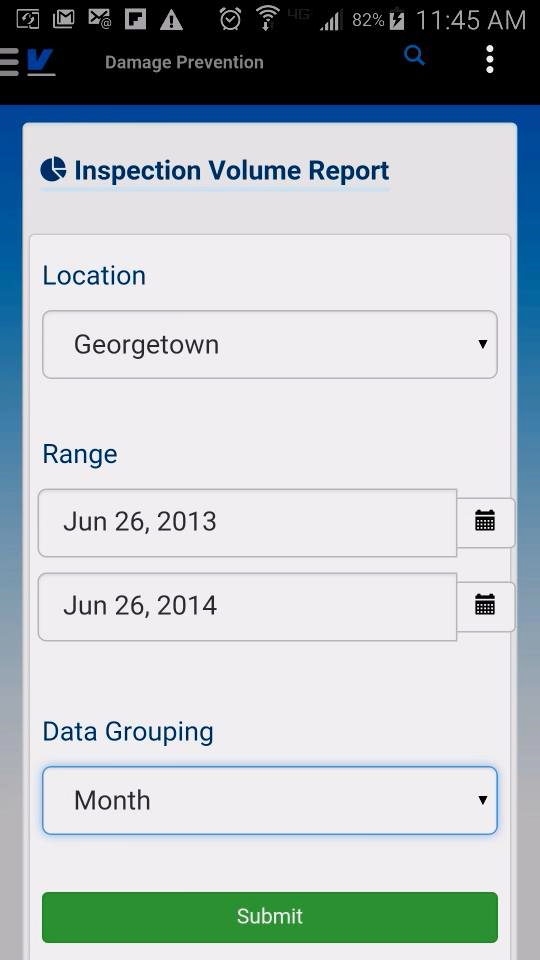 4G
82%
11:45 AM
V
Damage Prevention
Inspection Volume Report
Location
Georgetown
Range
Jun 26, 2013
Jun 26, 2014
Data Grouping
Month
Submit